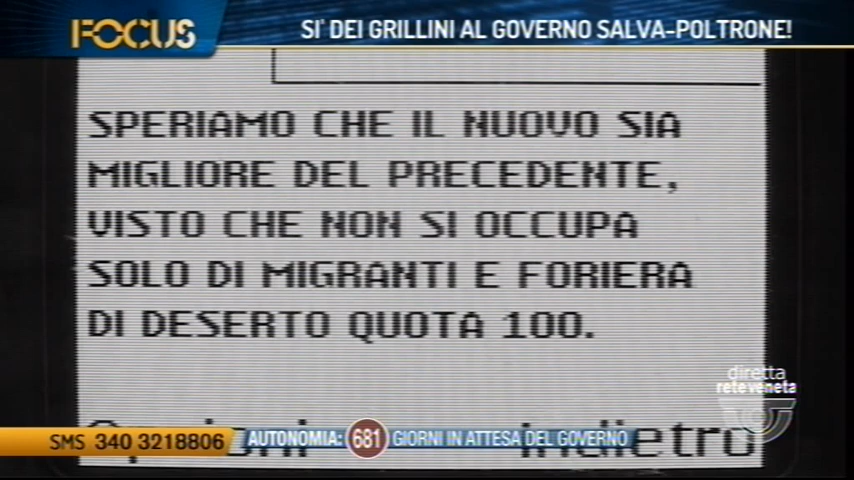 FOCUS
SI' DEI GRILLINI AL GOVERNO SALVA-POLTRONE!
SPERIAMO CHE IL NUOVO SIA
MIGLIORE DEL PRECEDENTE,
VISTO CHE NON SI OCCUPA
SOLO DI MIGRANTI E FORIERA
DI DESERTO QUOTA 100.
diretta
reteveneta
Opzioni indietro
SMS 340 3218806
AUTONOMIA: 681 GIORNI IN ATTESA DEL GOVERNO